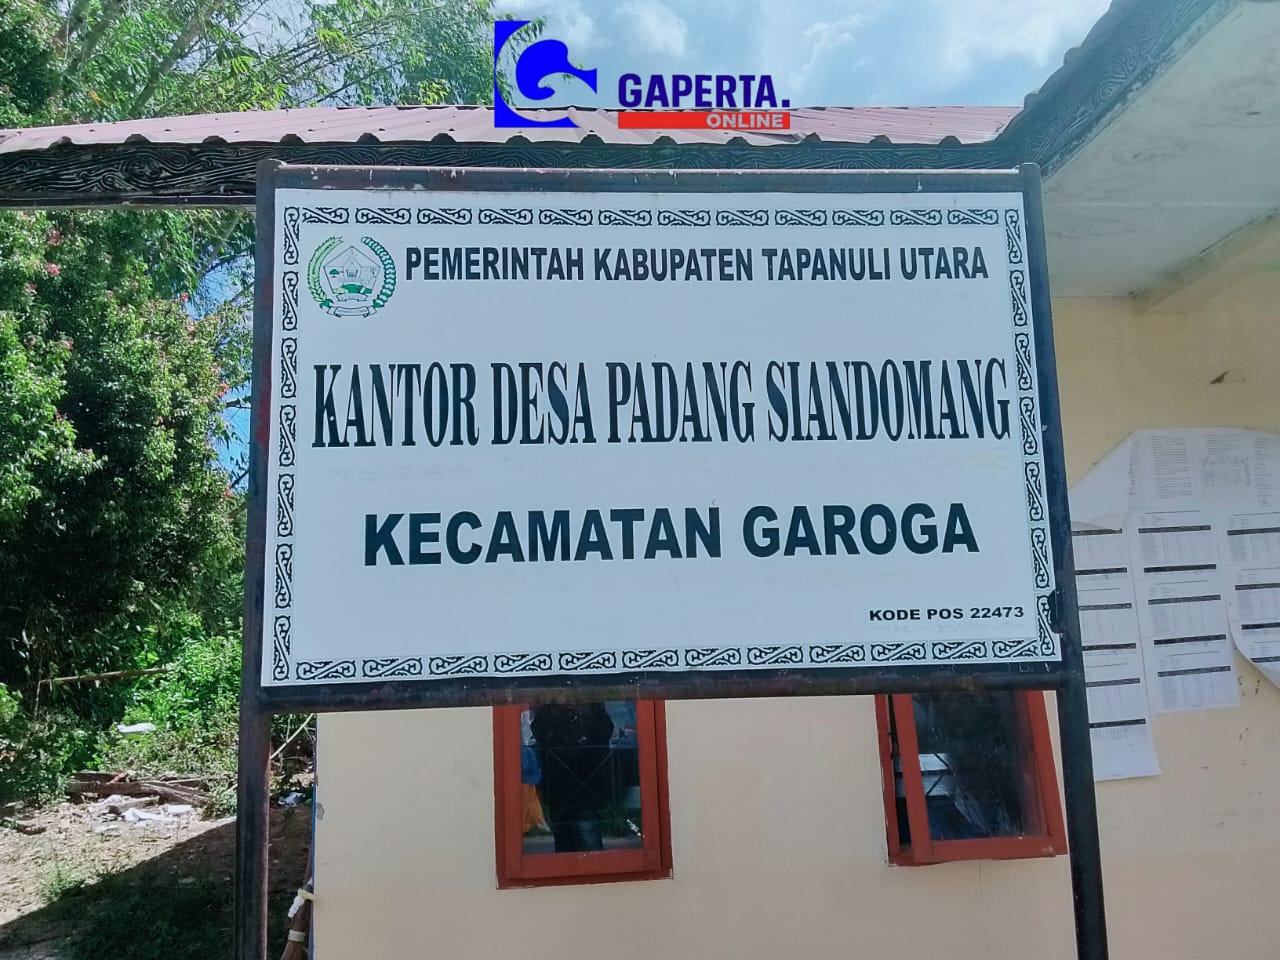 GAPERTA.
ONLINE
PEMERINTAH KABUPATEN TAPANULI UTARA
KANTOR DESA PADANG SIANDOMANG
KECAMATAN GAROGA
KODE POS 22473